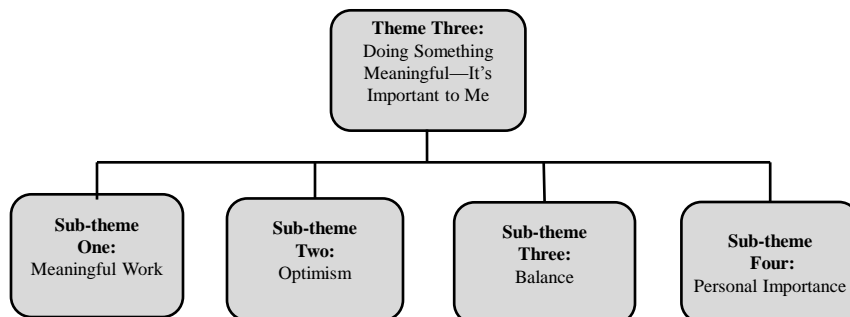 Theme Three:
Doing Something
Meaningful—It's
Important to Me
Sub-theme
One:
Meaningful Work
Sub-theme
Two:
Optimism
Sub-theme
Three:
Balance
Sub-theme
Four:
Personal Importance